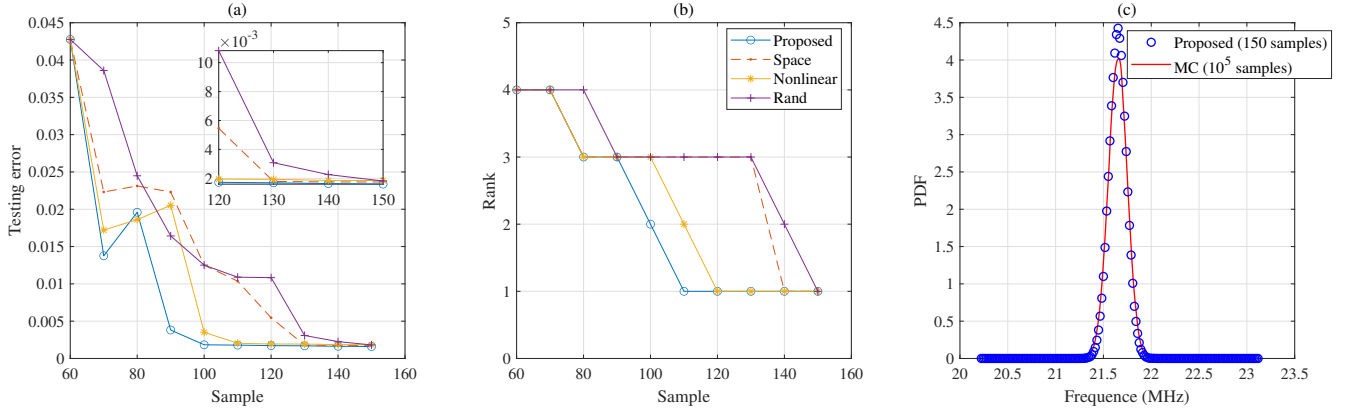 (a)
0.045
0.04
0.035
0.03
0.025
0.02
0.015
0.01
0.005
0
60 80 100 120 140 160
Sample
Testing error
×10⁻³
10
8
6
4
2
120 130 140 150
(b)
5
4
3
2
1
0
60 80 100 120 140 160
Sample
Rank
Proposed
Space
Nonlinear
Rand
(c)
4.5
4
3.5
3
2.5
2
1.5
1
0.5
0
20 20.5 21 21.5 22 22.5 23 23.5
Frequence (MHz)
PDF
Proposed (150 samples)
MC (10⁵ samples)